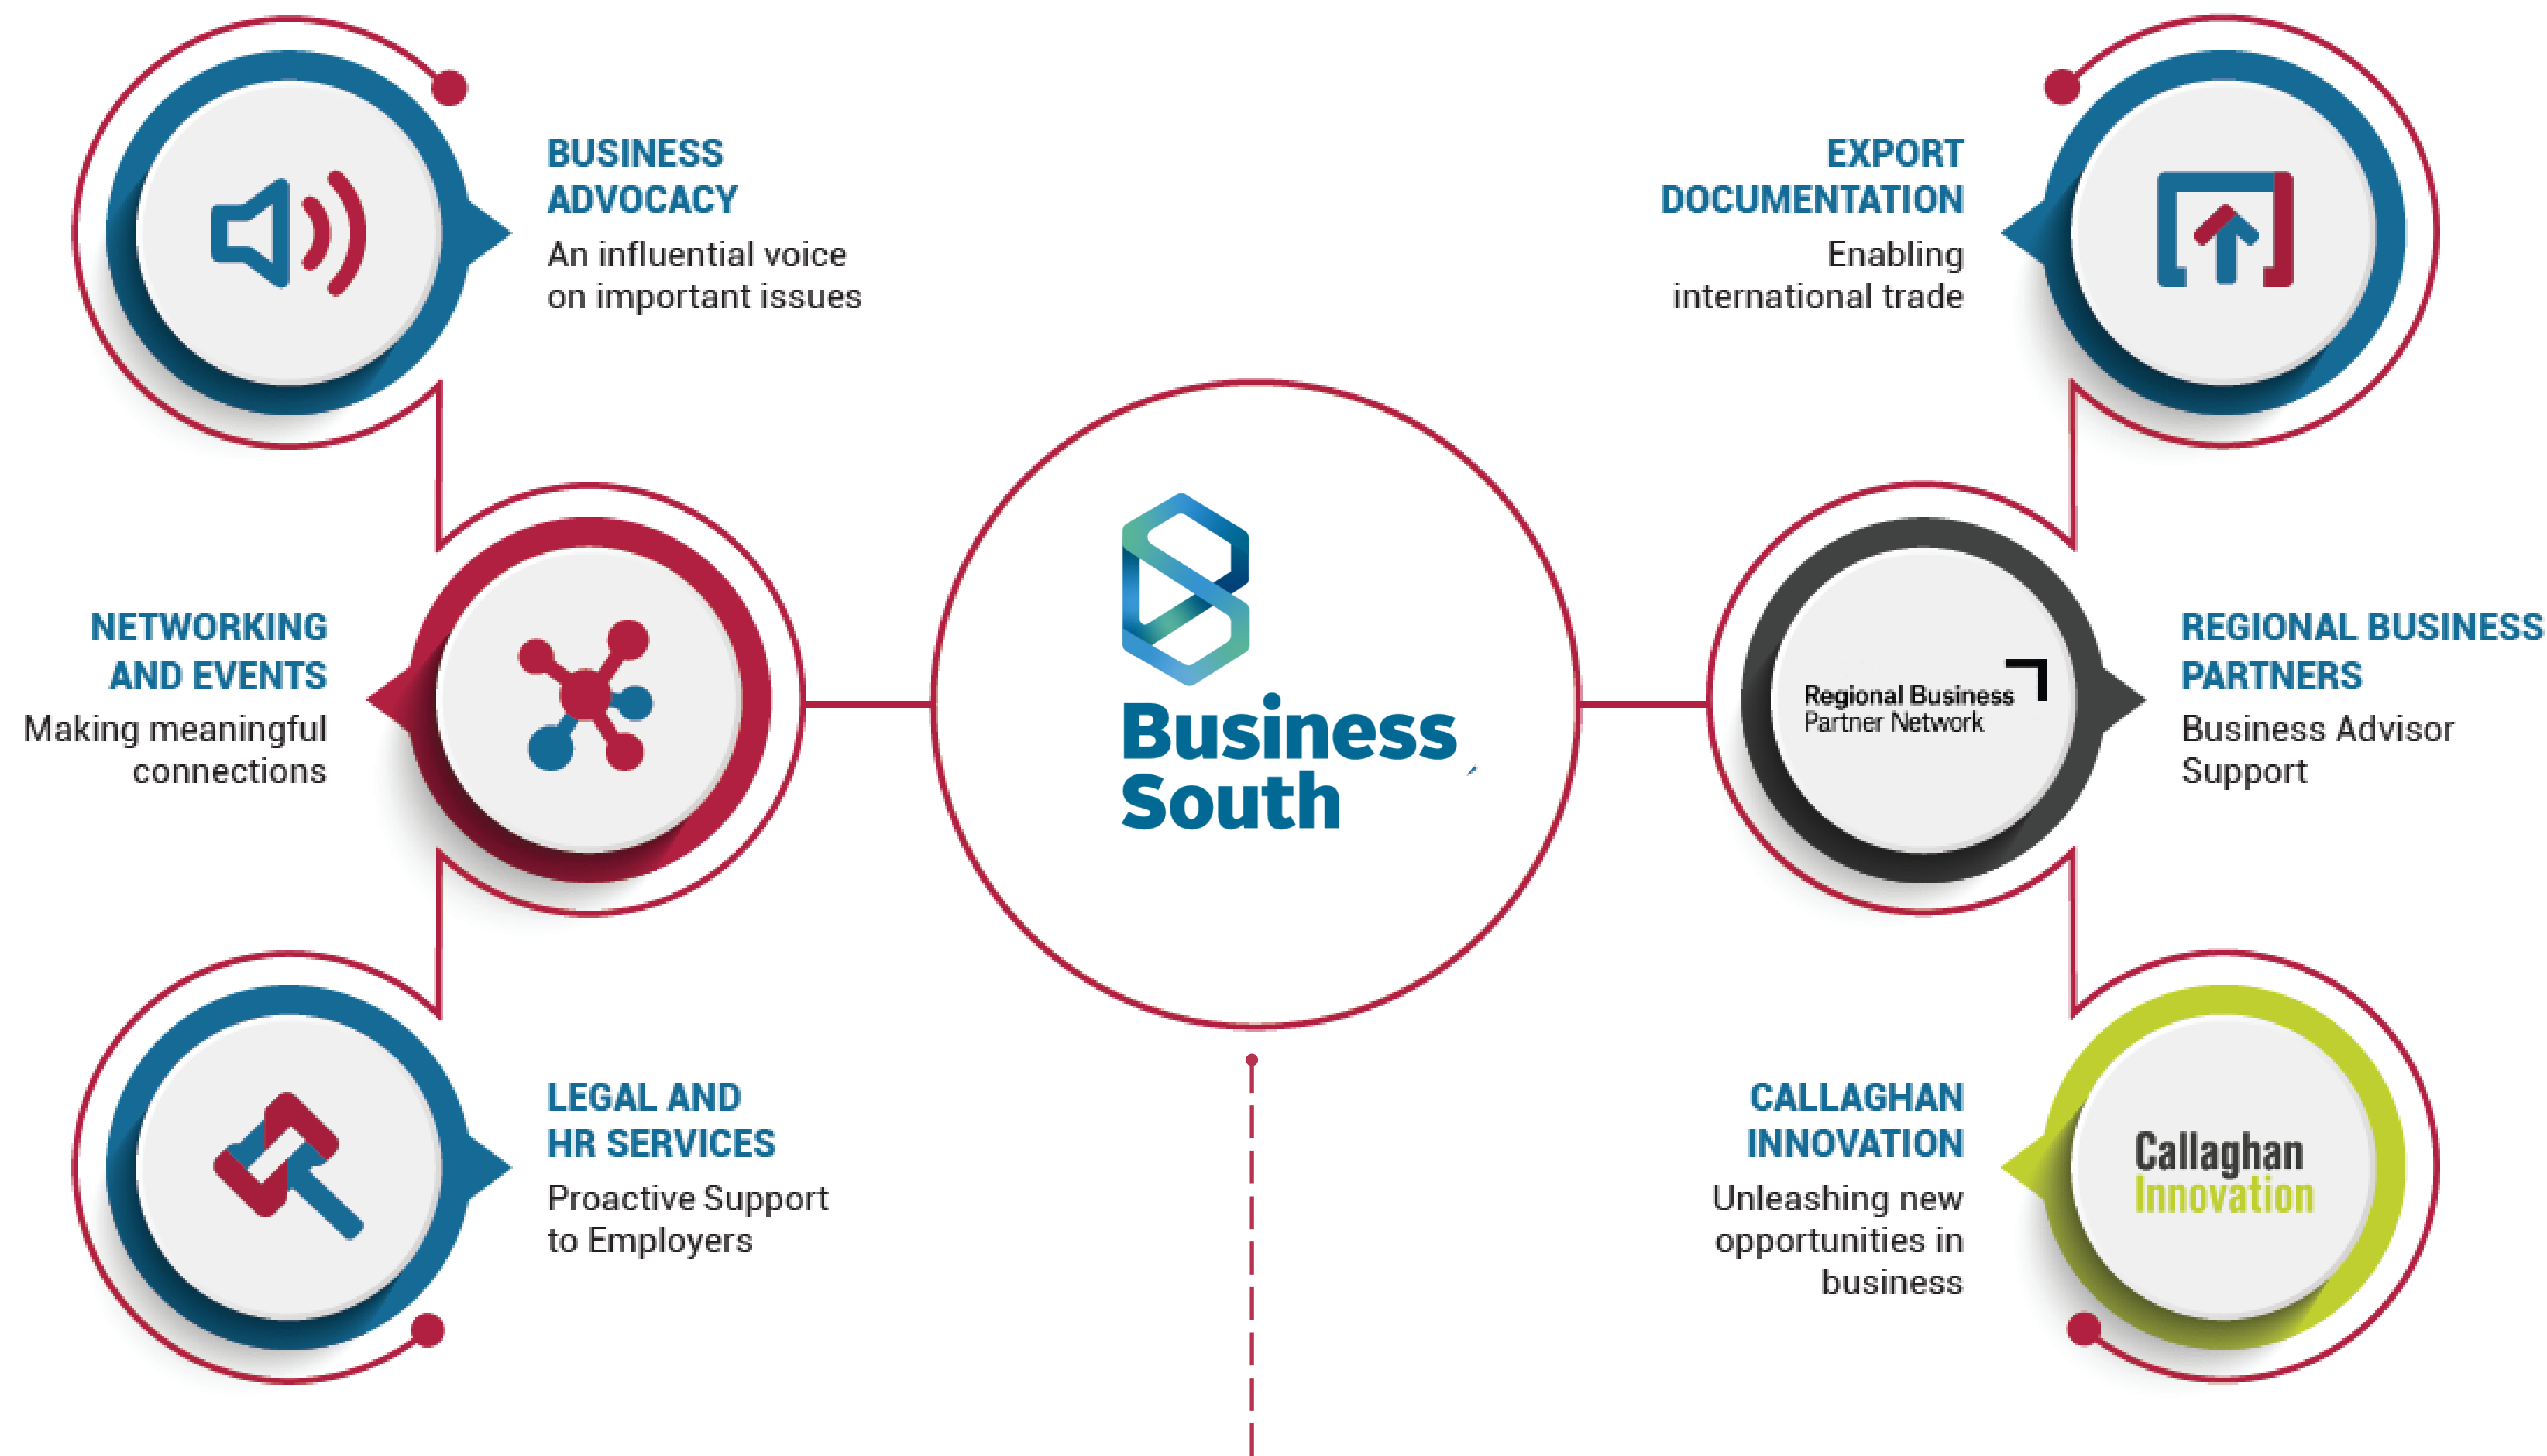 BUSINESS
ADVOCACY
An influential voice
on important issues
EXPORT
DOCUMENTATION
Enabling
international trade
NETWORKING
AND EVENTS
Making meaningful
connections
Business
South
Regional Business
Partner Network
REGIONAL BUSINESS
PARTNERS
Business Advisor
Support
LEGAL AND
HR SERVICES
Proactive Support
to Employers
CALLAGHAN
INNOVATION
Unleashing new
opportunities in
business
Callaghan
Innovation